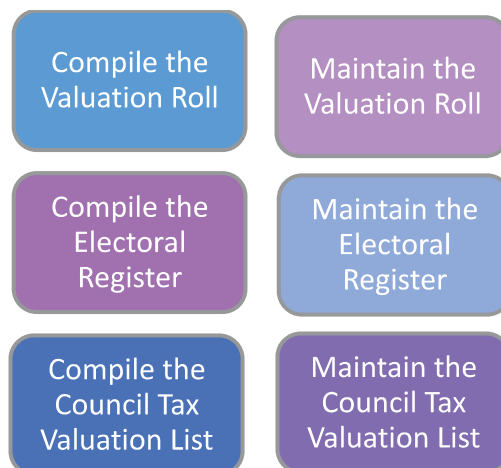 Compile the
Valuation Roll
Maintain the
Valuation Roll
Compile the
Electoral
Register
Maintain the
Electoral
Register
Compile the
Council Tax
Valuation List
Maintain the
Council Tax
Valuation List